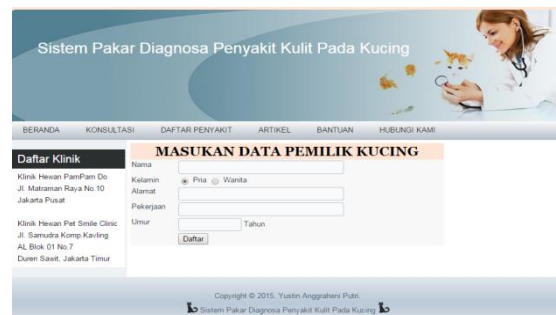 Sistem Pakar Diagnosa Penyakit Kulit Pada Kucing
BERANDA KONSULTASI DAFTAR PENYAKIT ARTIKEL BANTUAN HUBUNGI KAMI
Daftar Klinik
Klinik Hewan PamPam Do
Jl. Matraman Raya No.10
Jakarta Pusat
Klinik Hewan Pet Smile Clinic
Jl. Samudra Komp Kavling
AL Blok 01 No.7
Duren Sawit, Jakarta Timur
MASUKAN DATA PEMILIK KUCING
Nama
Kelamin Pria Wanita
Alamat
Pekerjaan
Umur Tahun
Daftar
Copyright © 2015. Yustin Anggraheni Putri.
Sistem Pakar Diagnosa Penyakit Kulit Pada Kucing